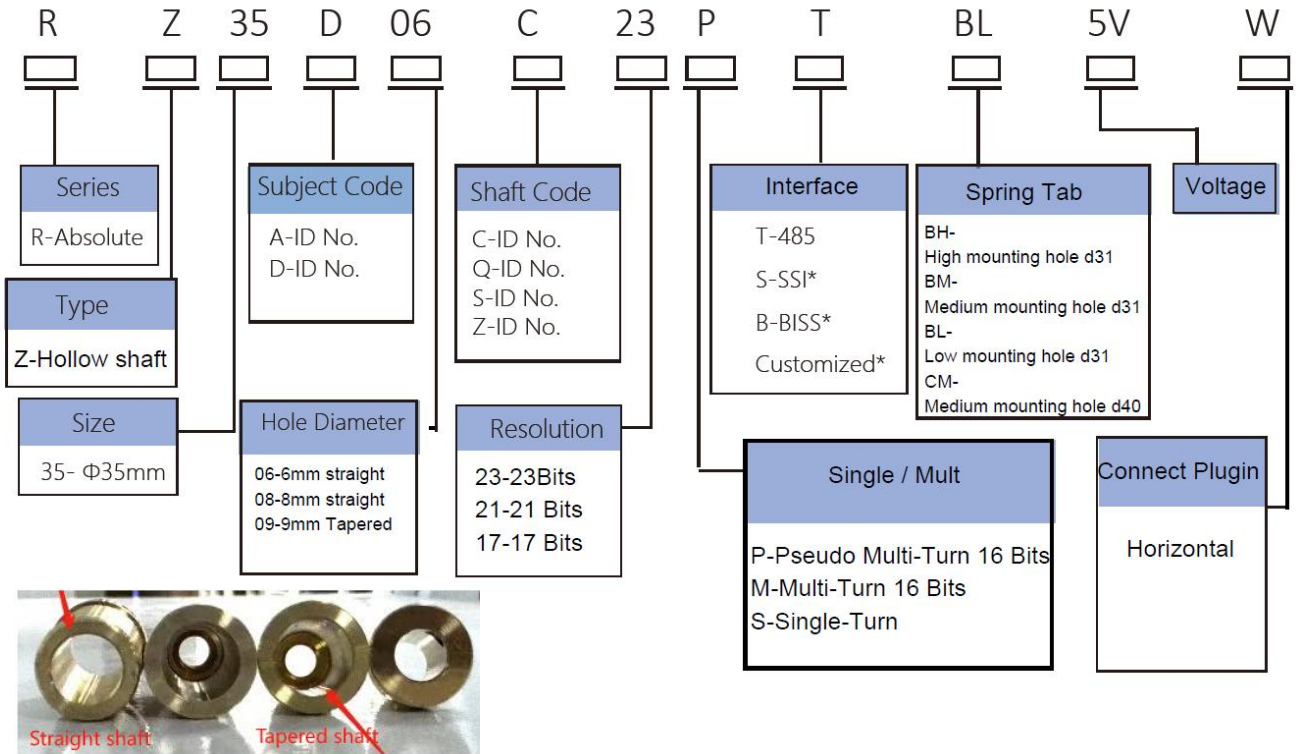 R Z 35 D 06 C 23 P T BL 5V W
Series
R-Absolute
Type
Z-Hollow shaft
Size
35- Φ35mm
Subject Code
A-ID No.
D-ID No.
Hole Diameter
06-6mm straight
08-8mm straight
09-9mm Tapered
Shaft Code
C-ID No.
Q-ID No.
S-ID No.
Z-ID No.
Resolution
23-23Bits
21-21 Bits
17-17 Bits
Interface
T-485
S-SSI*
B-BISS*
Customized*
Spring Tab
BH-
High mounting hole d31
BM-
Medium mounting hole d31
BL-
Low mounting hole d31
CM-
Medium mounting hole d40
Voltage
Single / Mult
P-Pseudo Multi-Turn 16 Bits
M-Multi-Turn 16 Bits
S-Single-Turn
Connect Plugin
Horizontal
Straight shaft
Tapered shaft